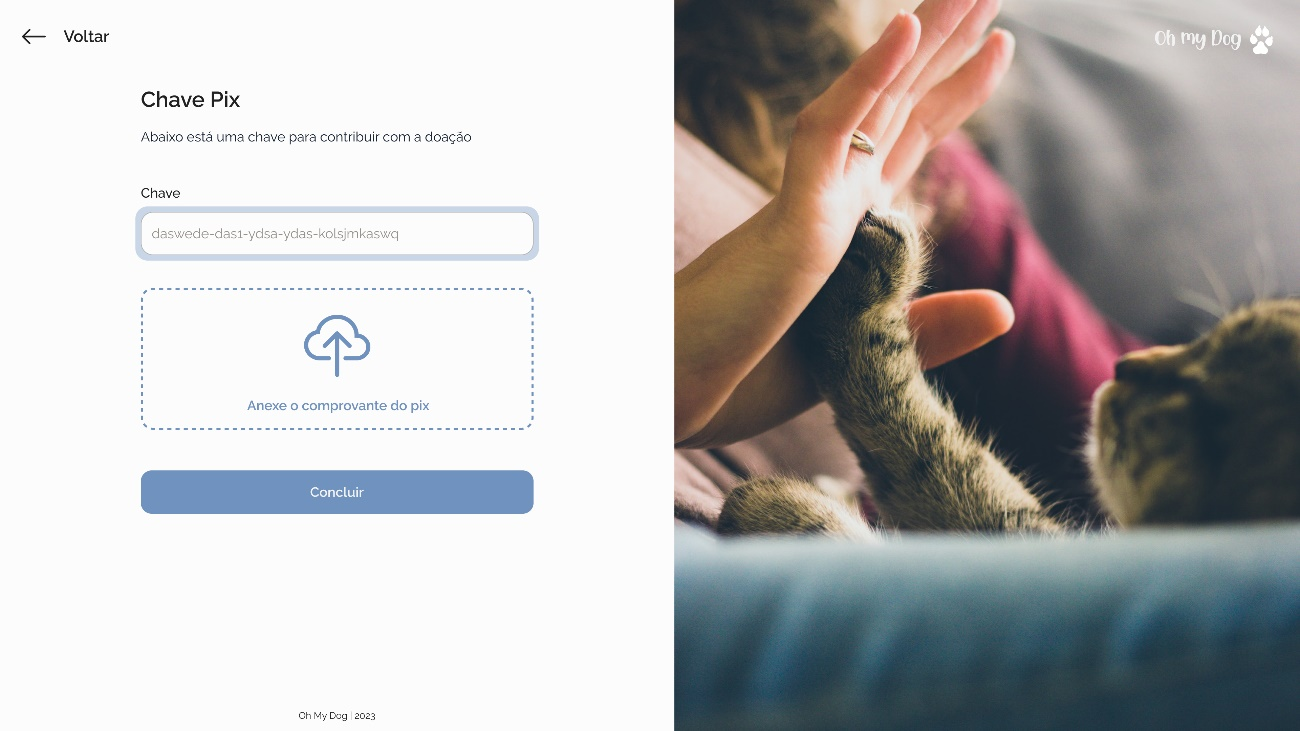 Voltar
Oh my Dog
Chave Pix
Abaixo está uma chave para contribuir com a doação
Chave
daswede-das1-ydsa-ydas-kolsjmkaswq
Anexe o comprovante do pix
Concluir
Oh My Dog | 2023